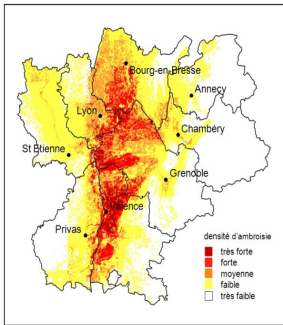 Bourg-en-Bresse
Annecy
Lyon
Chambéry
St Etienne
Grenoble
Valence
Privas
densité d'ambroisie
très forte
forte
moyenne
faible
très faible